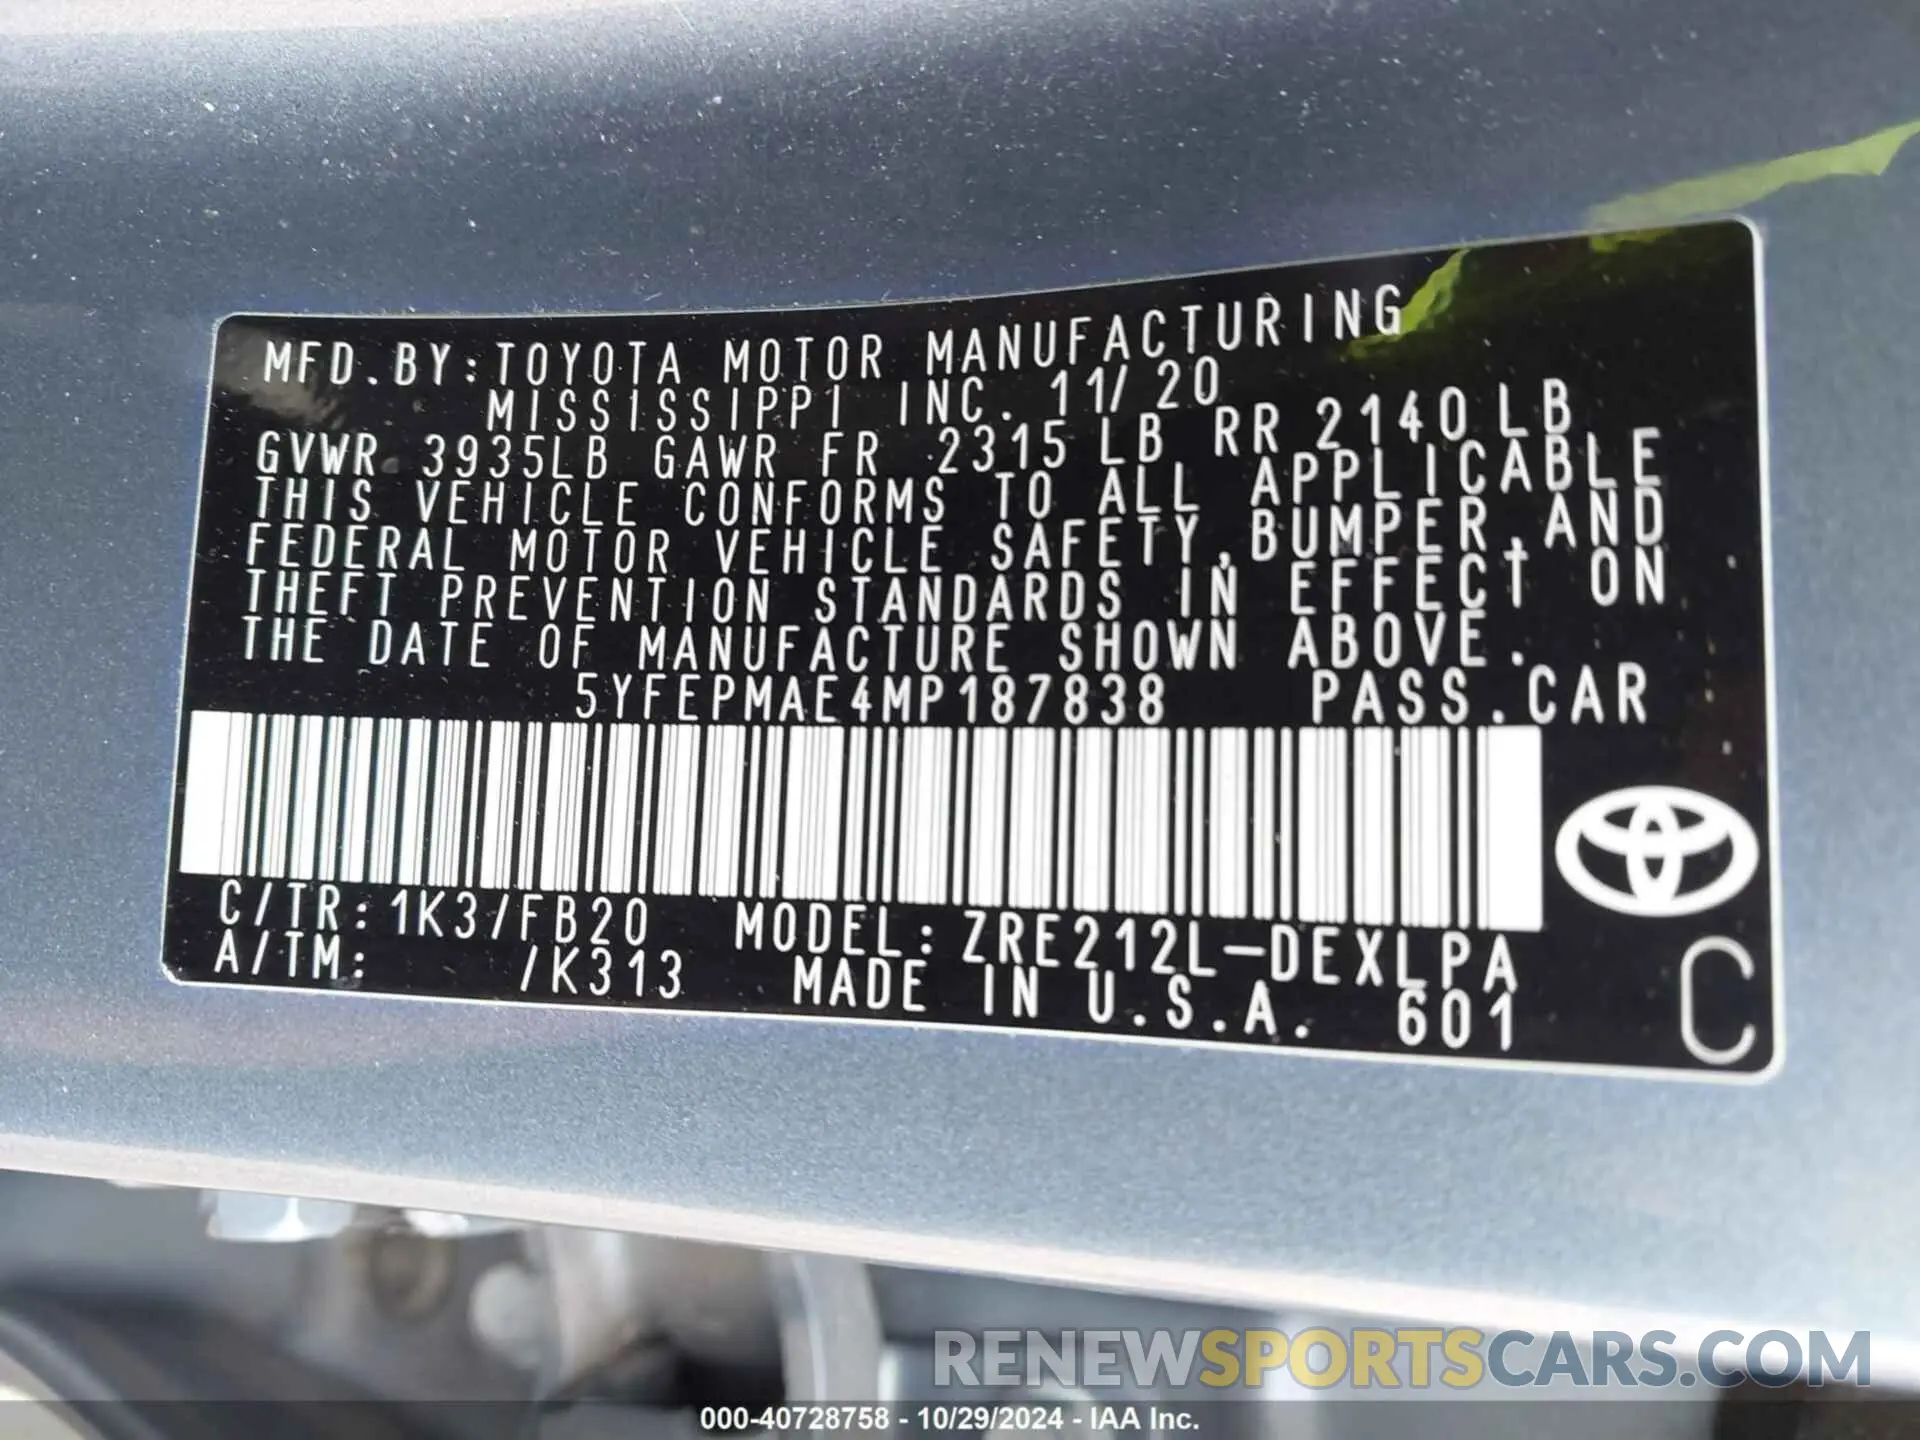 MFD.BY:TOYOTA MOTOR MANUFACTURING
MISSISSIPPI INC. 11/20
GVWR 3935LB GAWR FR 2315 LB RR 2140 LB
THIS VEHICLE CONFORMS TO ALL APPLICABLE
FEDERAL MOTOR VEHICLE SAFETY,BUMPER,AND
THEFT PREVENTION STANDARDS IN EFFECT ON
THE DATE OF MANUFACTURE SHOWN ABOVE.
5YFEPMAE4MP187838 PASS.CAR
C/TR:1K3/FB20 MODEL:ZRE212L-DEXLPA
A/TM: /K313 MADE IN U.S.A. 601
C
RENEWSPORTSCARS.COM
000-40728758 - 10/29/2024 - IAA Inc.